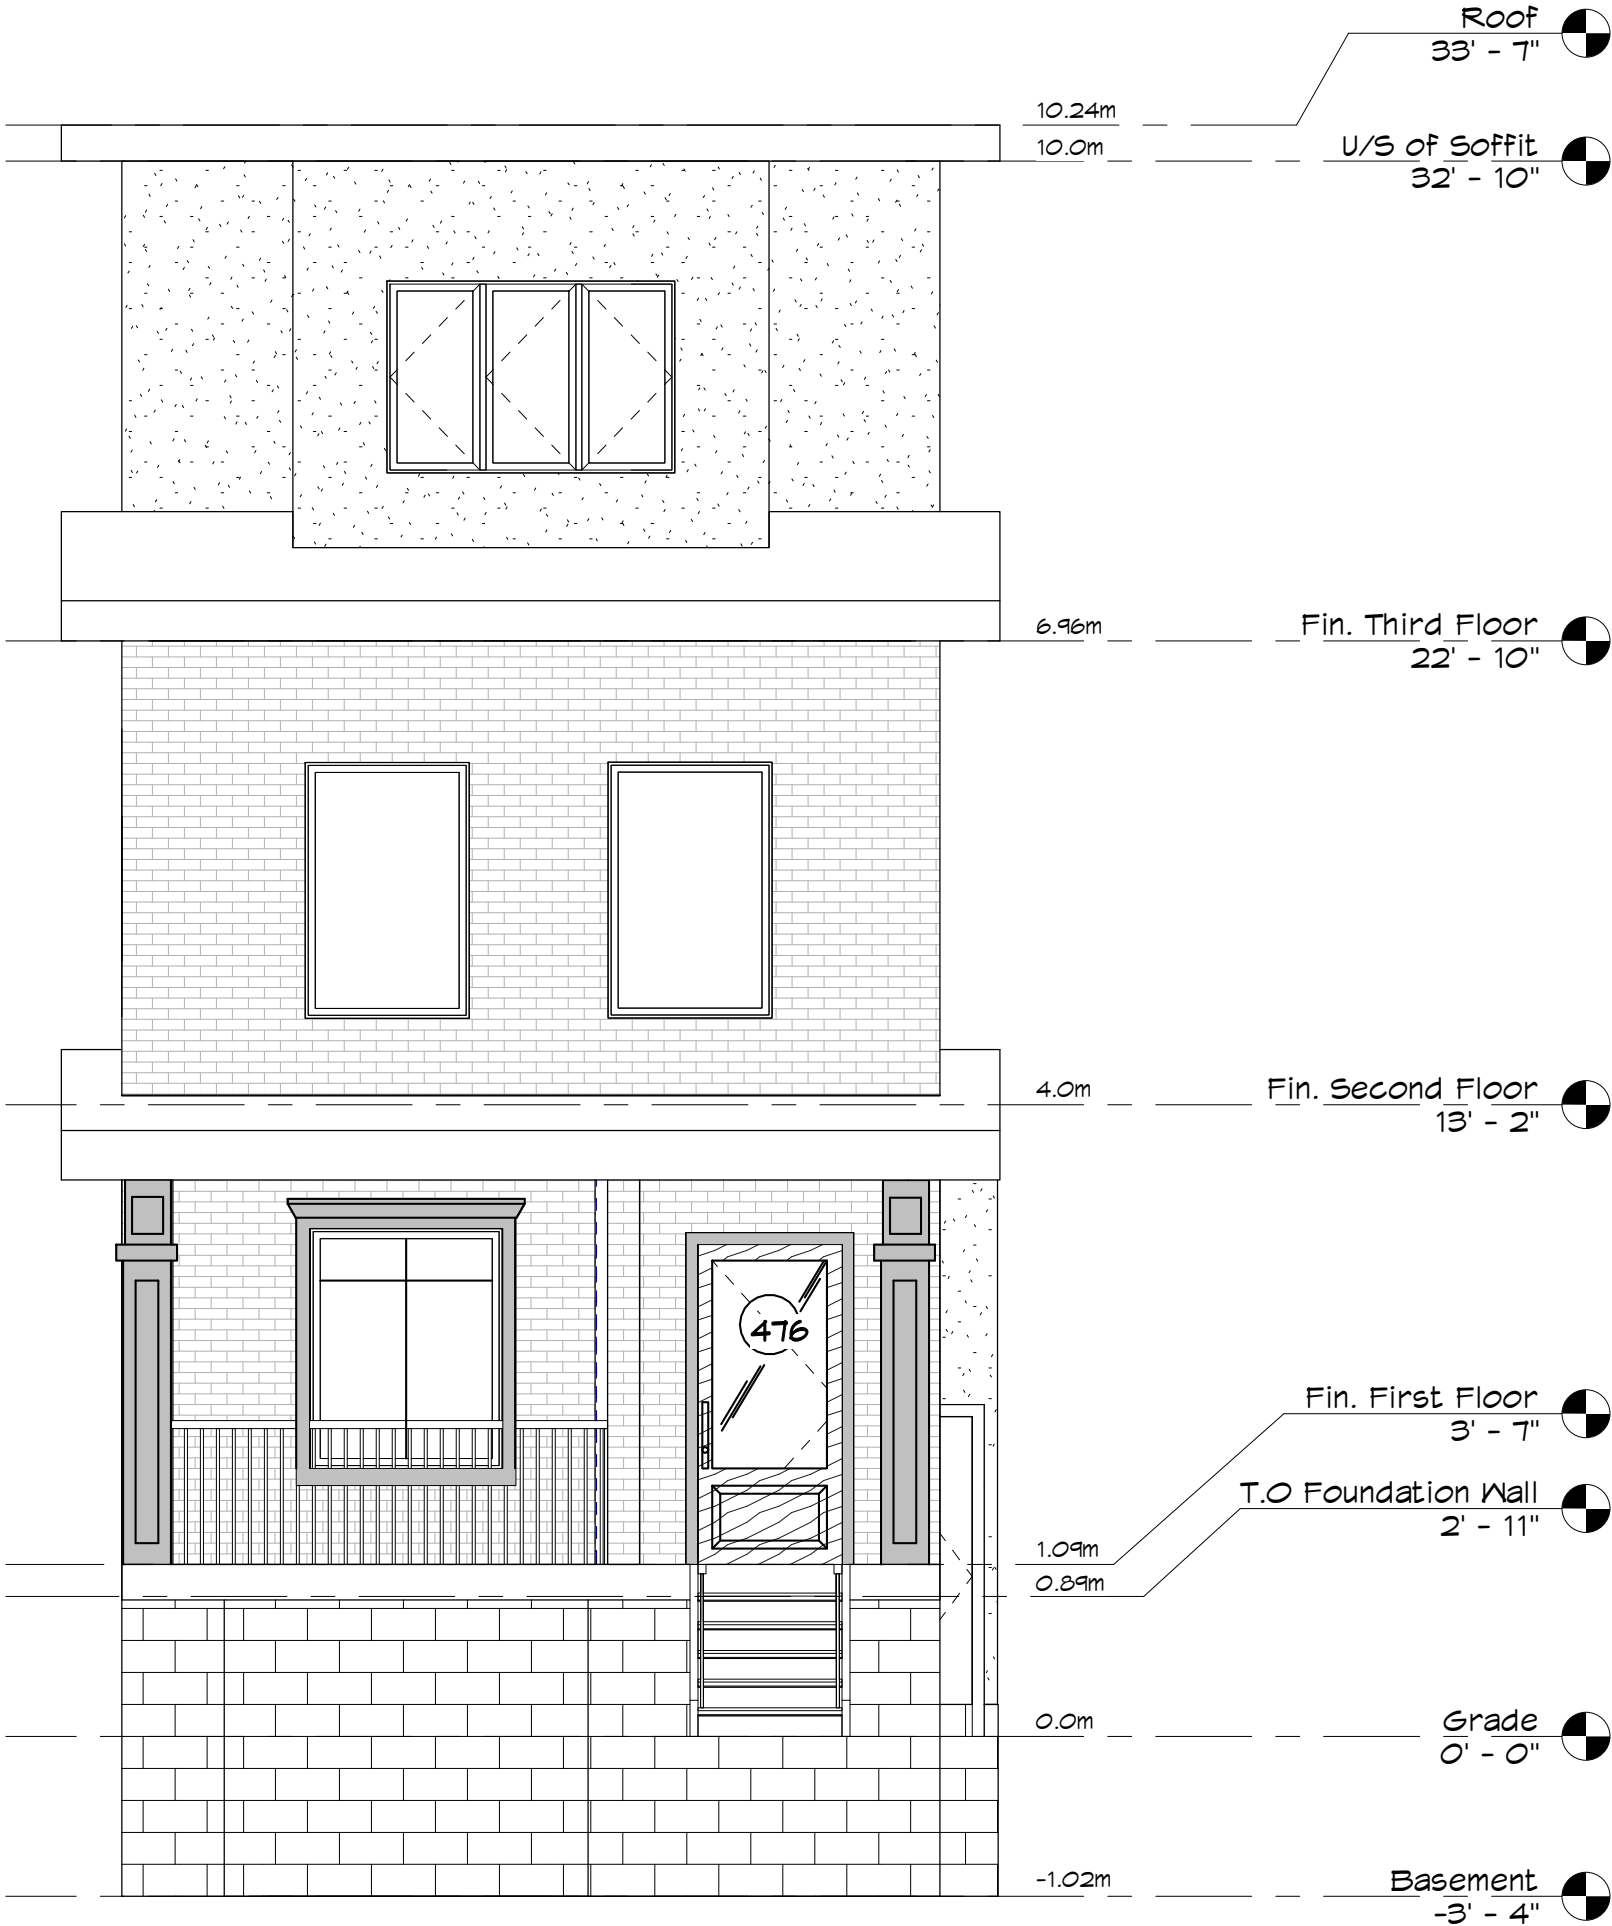 Roof
33' - 7"
10.24m
10.0m
U/S of Soffit
32' - 10"
6.96m
Fin. Third Floor
22' - 10"
4.0m
Fin. Second Floor
13' - 2"
476
Fin. First Floor
3' - 7"
T.O Foundation Wall
2' - 11"
1.09m
0.89m
0.0m
Grade
0' - 0"
-1.02m
Basement
-3' - 4"